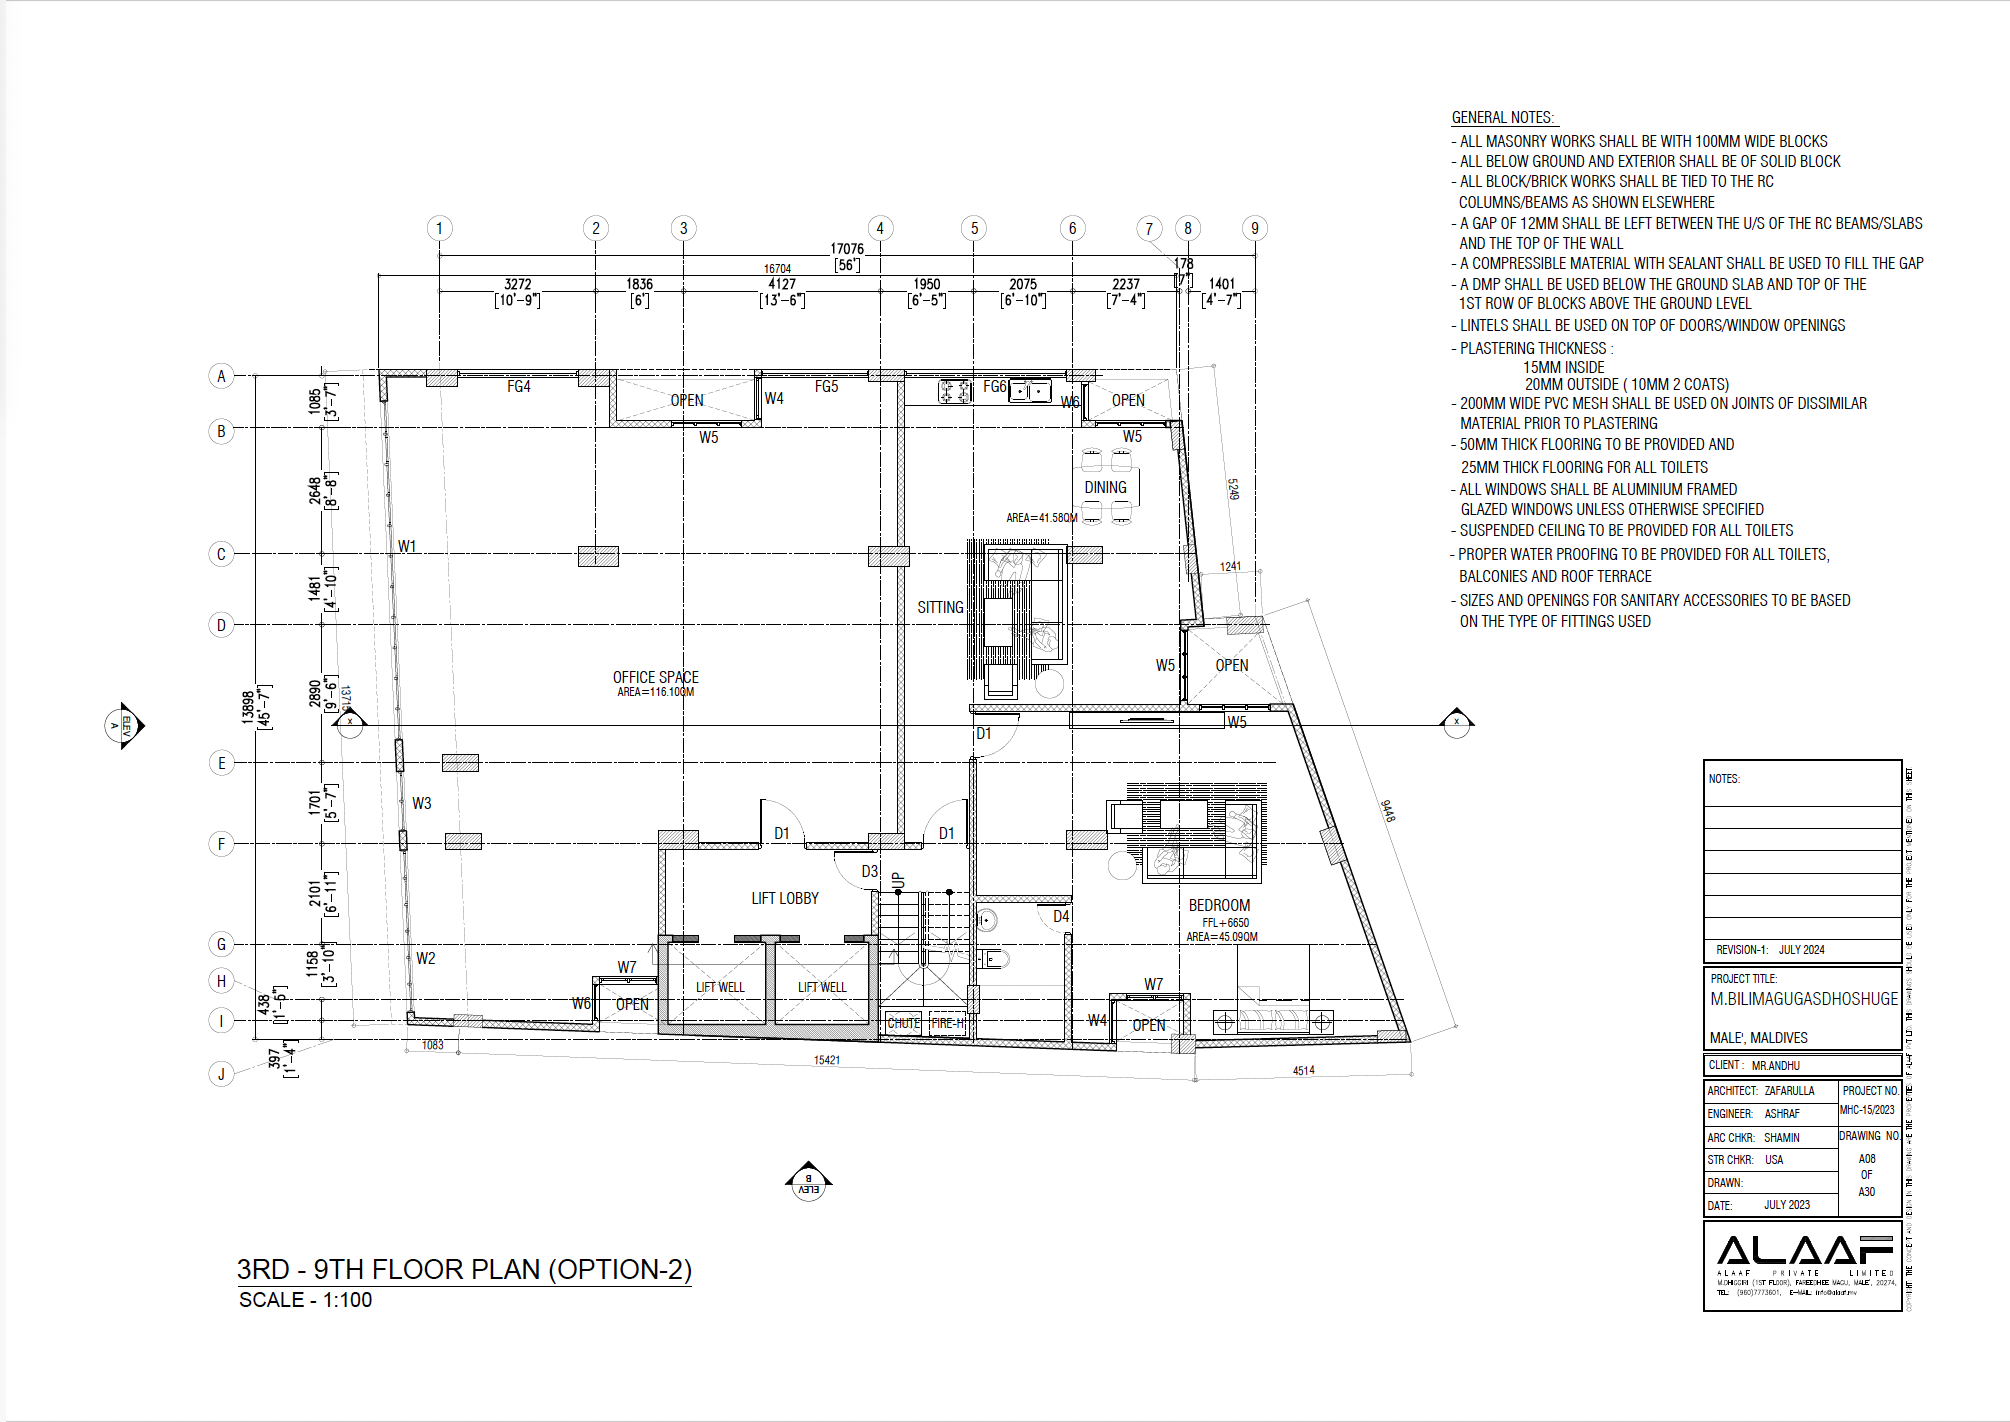 GENERAL NOTES:
- ALL MASONRY WORKS SHALL BE WITH 100MM WIDE BLOCKS
- ALL BELOW GROUND AND EXTERIOR SHALL BE OF SOLID BLOCK
- ALL BLOCK/BRICK WORKS SHALL BE TIED TO THE RC
COLUMNS/BEAMS AS SHOWN ELSEWHERE
- A GAP OF 12MM SHALL BE LEFT BETWEEN THE U/S OF THE RC BEAMS/SLABS
AND THE TOP OF THE WALL
- A COMPRESSIBLE MATERIAL WITH SEALANT SHALL BE USED TO FILL THE GAP
- A DMP SHALL BE USED BELOW THE GROUND SLAB AND TOP OF THE
1ST ROW OF BLOCKS ABOVE THE GROUND LEVEL
- LINTELS SHALL BE USED ON TOP OF DOORS/WINDOW OPENINGS
- PLASTERING THICKNESS :
15MM INSIDE
20MM OUTSIDE ( 10MM 2 COATS)
- 200MM WIDE PVC MESH SHALL BE USED ON JOINTS OF DISSIMILAR
MATERIAL PRIOR TO PLASTERING
- 50MM THICK FLOORING TO BE PROVIDED AND
25MM THICK FLOORING FOR ALL TOILETS
- ALL WINDOWS SHALL BE ALUMINIUM FRAMED
GLAZED WINDOWS UNLESS OTHERWISE SPECIFIED
- SUSPENDED CEILING TO BE PROVIDED FOR ALL TOILETS
- PROPER WATER PROOFING TO BE PROVIDED FOR ALL TOILETS,
BALCONIES AND ROOF TERRACE
- SIZES AND OPENINGS FOR SANITARY ACCESSORIES TO BE BASED
ON THE TYPE OF FITTINGS USED
1 2 3 4 5 6 7 8 9
17076
[56']
16704
178
7"
3272 1836 4127 1950 2075 2237 1401
[10'-9"] [6'] [13'-6"] [6'-5"] [6'-10"] [7'-4"] [4'-7"]
A
B
C
D
E
F
G
H
I
J
1085
[3'-7"]
2648
[8'-8"]
1481
[4'-10"]
2890
[9'-6"]
13898
[45'-7"]
13715
1701
[5'-7"]
2101
[6'-11"]
1158
[3'-10"]
438
[1'-5"]
397
[1'-4"]
FG4
OPEN
W4
W5
FG5
FG6
W6
OPEN
W5
DINING
AREA=41.58QM
5249
W1
1241
SITTING
OFFICE SPACE
AREA=116.10QM
W5
OPEN
W5
X
X
ELEV
A
D1
W3
D1
D1
9448
D3
UP
LIFT LOBBY
BEDROOM
FFL+6650
AREA=45.09QM
D4
W2
W7
LIFT WELL
LIFT WELL
W7
W6
OPEN
CHUTE
FIRE-H
W4
OPEN
1083
15421
4514
B
ELEV
3RD - 9TH FLOOR PLAN (OPTION-2)
SCALE - 1:100
NOTES:
REVISION-1: JULY 2024
PROJECT TITLE:
M.BILIMAGUGASDHOSHUGE
MALE', MALDIVES
CLIENT : MR.ANDHU
ARCHITECT: ZAFARULLA
ENGINEER: ASHRAF
ARC CHKR: SHAMIN
STR CHKR: USA
DRAWN:
DATE: JULY 2023
PROJECT NO.
MHC-15/2023
DRAWING NO.
A08
OF
A30
ALAAF
ALAAF PRIVATE LIMITED
M.DHIGGIRI (1ST FLOOR), FAREEDHEE MAGU, MALE', 20274,
TEL: (960)7773601, E-MAIL: info@alaaf.mv